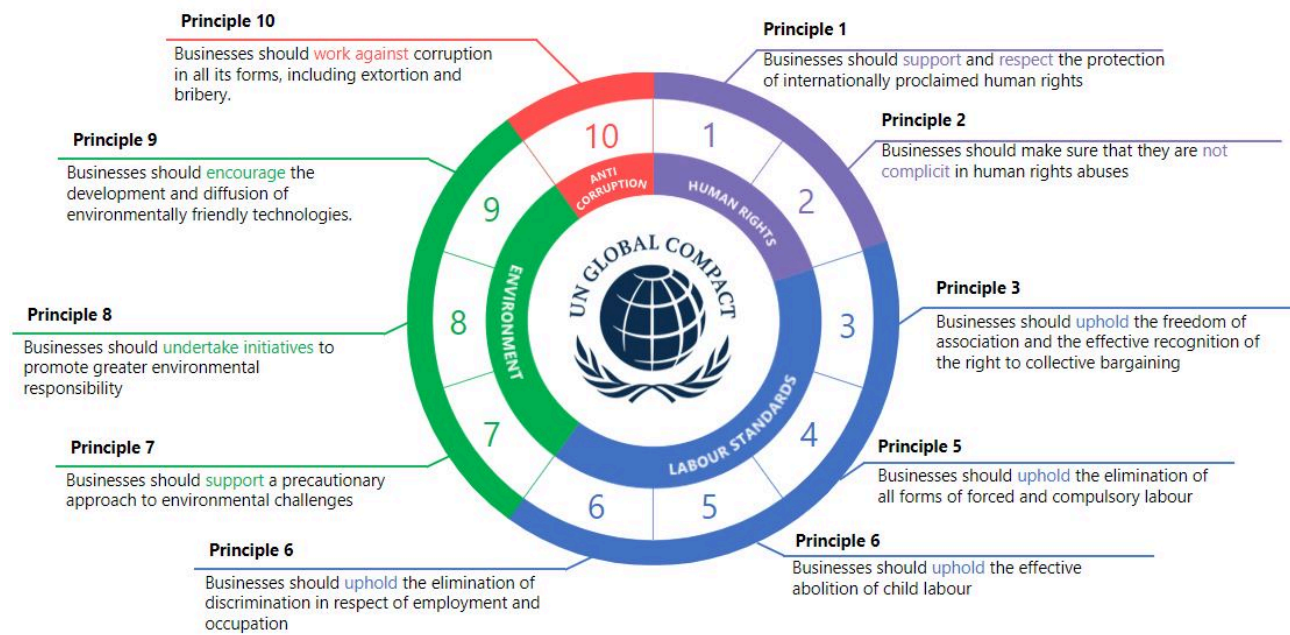 Principle 10
Businesses should work against corruption
in all its forms, including extortion and
bribery.
Principle 1
Businesses should support and respect the protection
of internationally proclaimed human rights
Principle 2
Businesses should make sure that they are not
complicit in human rights abuses
Principle 9
Businesses should encourage the
development and diffusion of
environmentally friendly technologies.
Principle 3
Businesses should uphold the freedom of
association and the effective recognition of
the right to collective bargaining
Principle 8
Businesses should undertake initiatives to
promote greater environmental
responsibility
Principle 5
Businesses should uphold the elimination of
all forms of forced and compulsory labour
Principle 7
Businesses should support a precautionary
approach to environmental challenges
Principle 6
Businesses should uphold the effective
abolition of child labour
Principle 6
Businesses should uphold the elimination of
discrimination in respect of employment and
occupation
1
2
3
4
5
6
7
8
9
10
HUMAN RIGHTS
LABOUR STANDARDS
ENVIRONMENT
ANTI
CORRUPTION
UN GLOBAL COMPACT